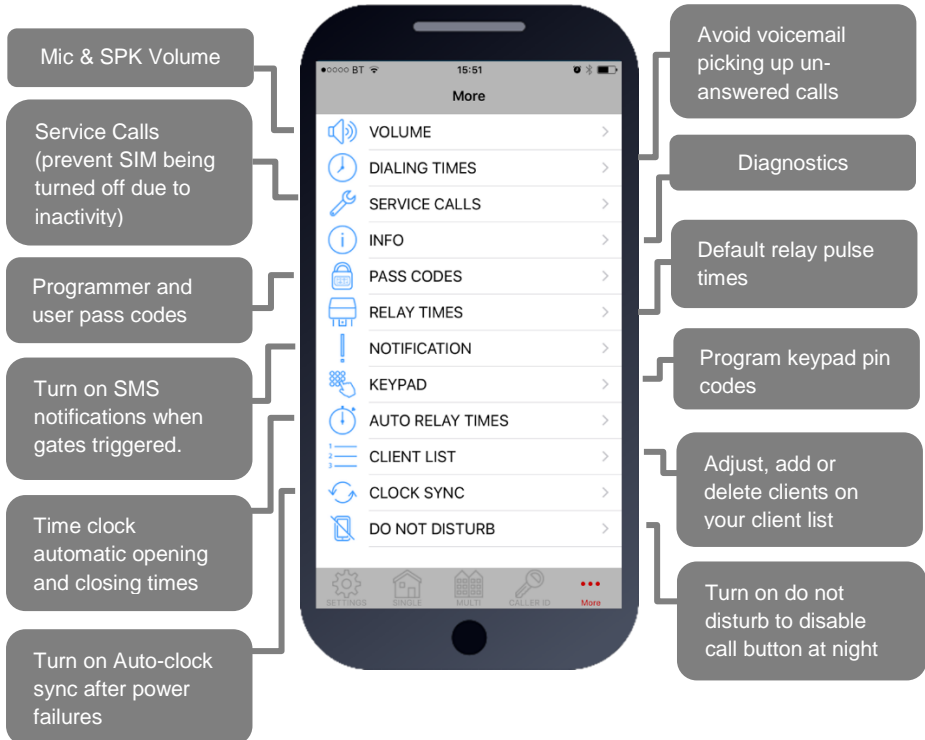 Mic & SPK Volume
Service Calls
(prevent SIM being
turned off due to
inactivity)
Programmer and
user pass codes
Turn on SMS
notifications when
gates triggered.
Time clock
automatic opening
and closing times
Turn on Auto-clock
sync after power
failures
BT 15:51
More
VOLUME
DIALING TIMES
SERVICE CALLS
INFO
PASS CODES
RELAY TIMES
NOTIFICATION
KEYPAD
AUTO RELAY TIMES
1
2
3
CLIENT LIST
CLOCK SYNC
DO NOT DISTURB
SETTINGS SINGLE MULTI CALLER ID More
Avoid voicemail
picking up un-
answered calls
Diagnostics
Default relay pulse
times
Program keypad pin
codes
Adjust, add or
delete clients on
your client list
Turn on do not
disturb to disable
call button at night